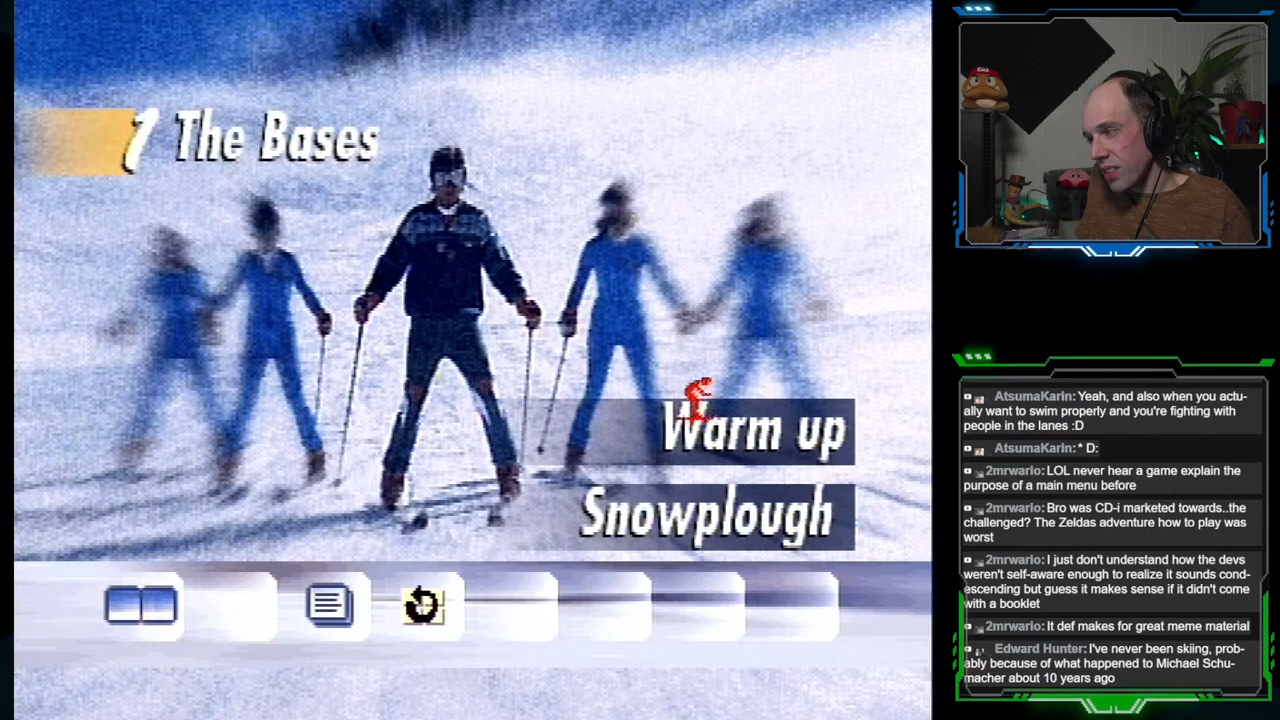 1 The Bases
Warm up
Snowplough
AtsumaKarin: Yeah, and also when you actu-
ally want to swim properly and you're fighting with
people in the lanes :D
AtsumaKarin: * D:
2mrwario: LOL never hear a game explain the
purpose of a main menu before
2mrwario: Bro was CD-i marketed towards..the
challenged? The Zeldas adventure how to play was
worst
2mrwario: I just don't understand how the devs
weren't self-aware enough to realize it sounds cond-
escending but guess it makes sense if it didn't come
with a booklet
2mrwario: It def makes for great meme material
Edward Hunter: I've never been skiing, prob-
ably because of what happened to Michael Schu-
macher about 10 years ago